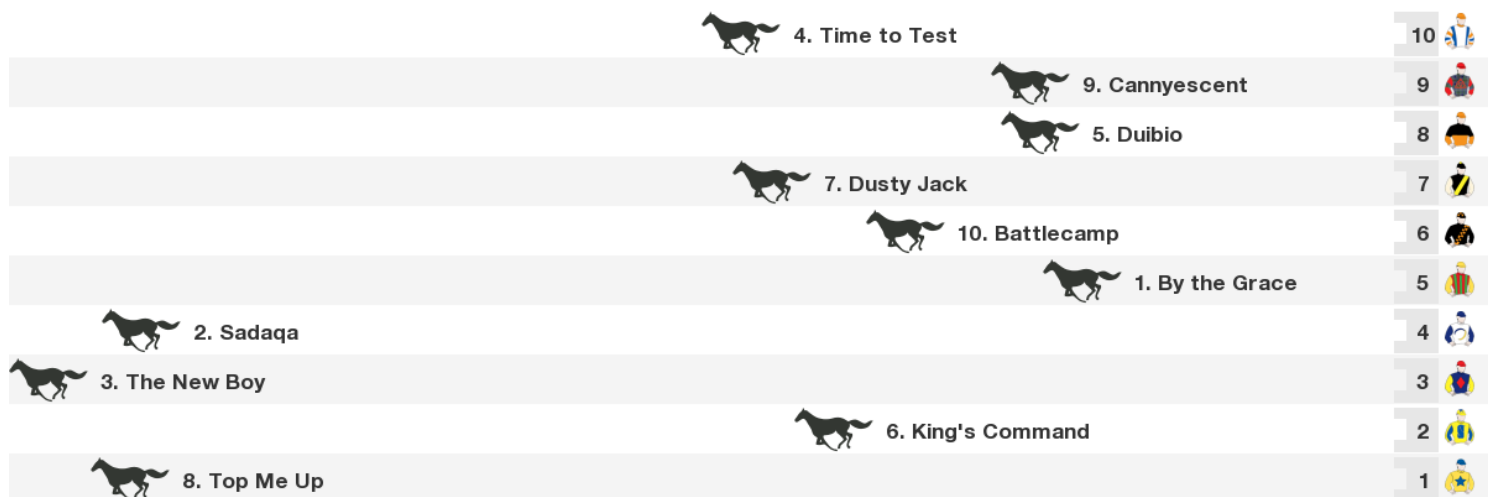 4. Time to Test 10
9. Cannyescent 9
5. Duibio 8
7. Dusty Jack 7
10. Battlecamp 6
1. By the Grace 5
2. Sadaqa 4
3. The New Boy 3
6. King's Command 2
8. Top Me Up 1